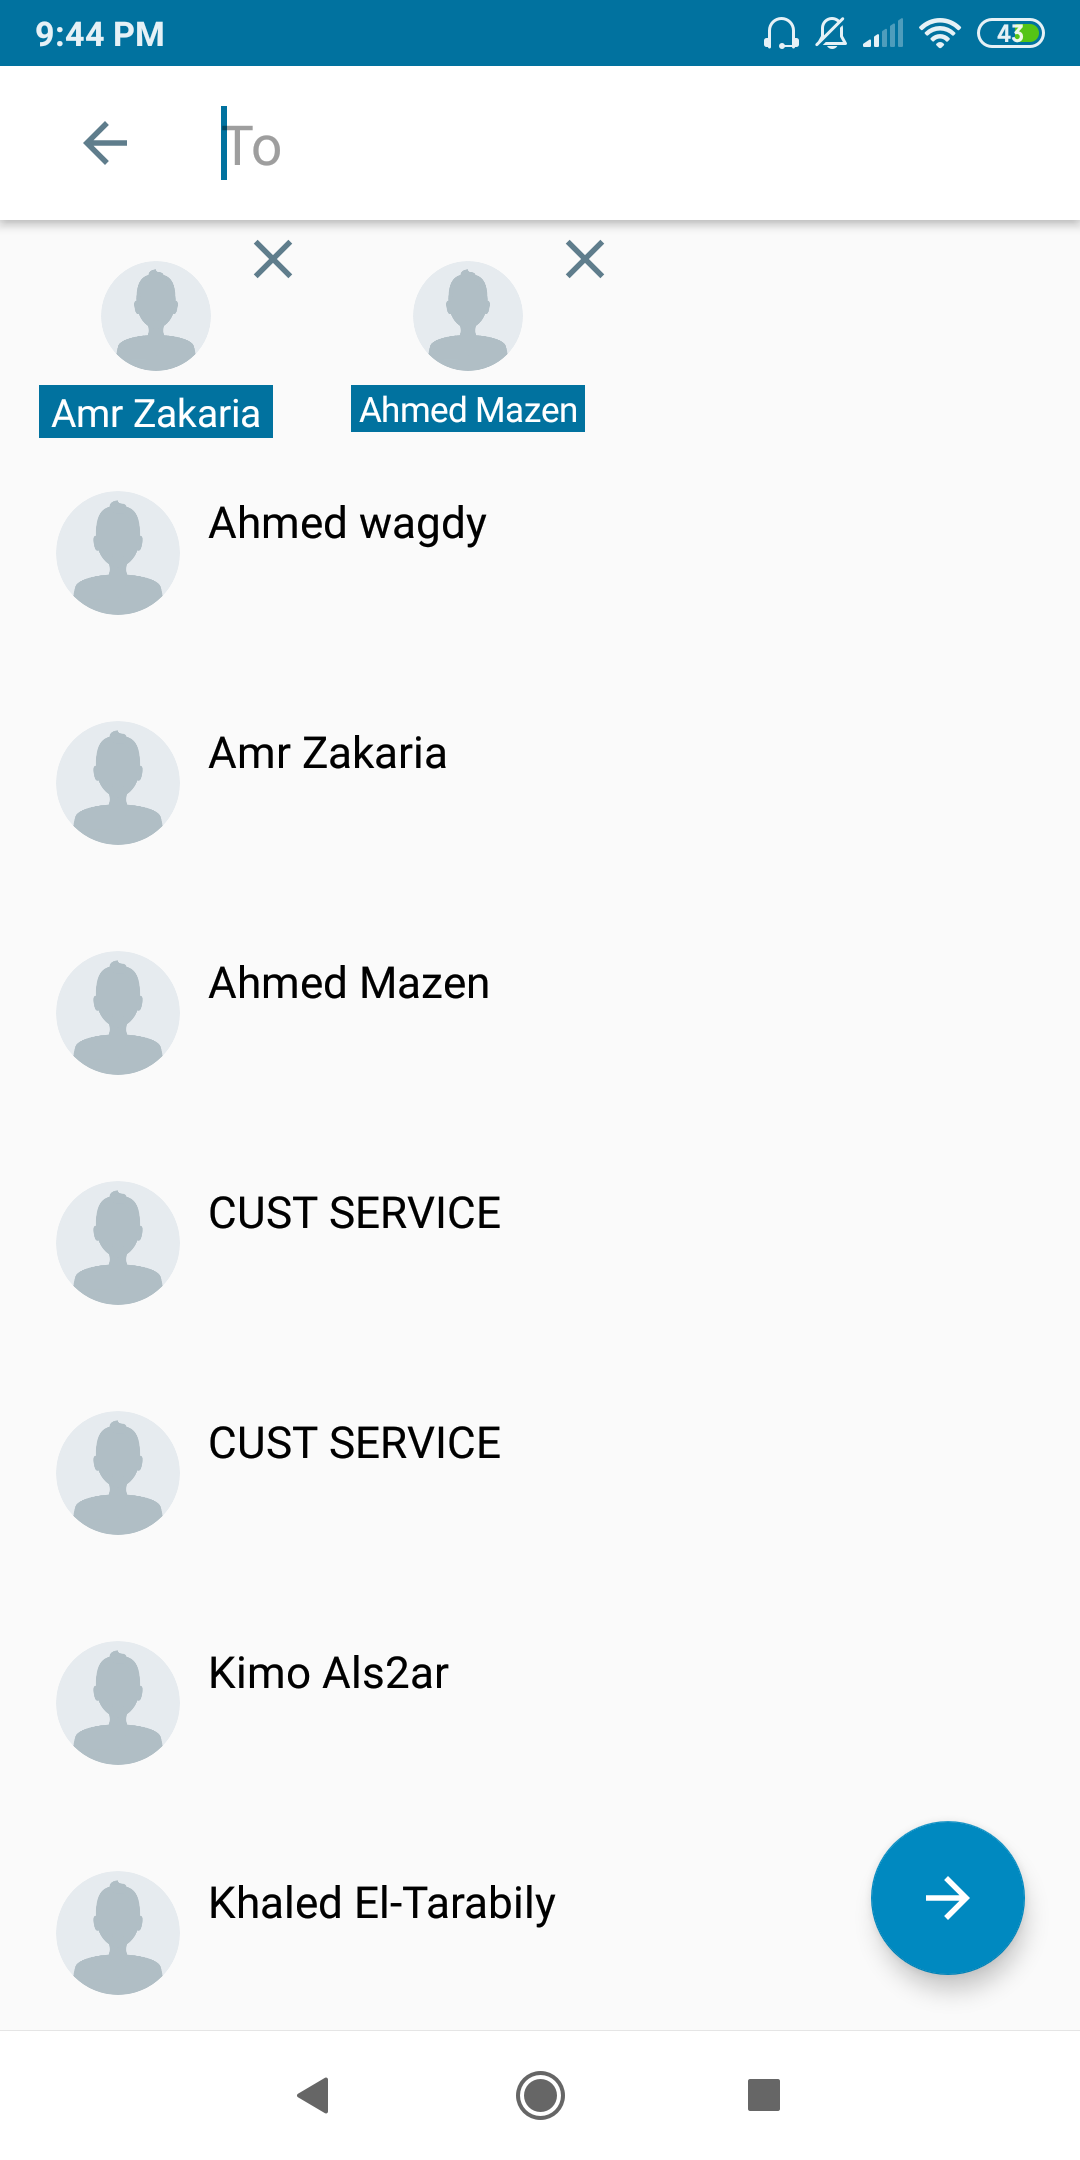 9:44 PM
43
To
Amr Zakaria
Ahmed Mazen
Ahmed wagdy
Amr Zakaria
Ahmed Mazen
CUST SERVICE
CUST SERVICE
Kimo Als2ar
Khaled El-Tarabily